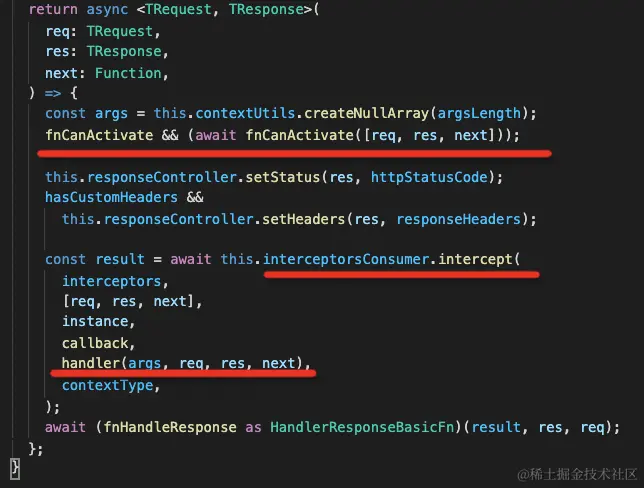 return async <TRequest, TResponse>(
req: TRequest,
res: TResponse,
next: Function,
) => {
const args = this.contextUtils.createNullArray(argsLength);
fnCanActivate && (await fnCanActivate([req, res, next]));
this.responseController.setStatus(res, httpStatusCode);
hasCustomHeaders &&
this.responseController.setHeaders(res, responseHeaders);
const result = await this.interceptorsConsumer.intercept(
interceptors,
[req, res, next],
instance,
callback,
handler(args, req, res, next),
contextType,
);
await (fnHandleResponse as HandlerResponseBasicFn)(result, res, req);
};
}
@稀土掘金技术社区